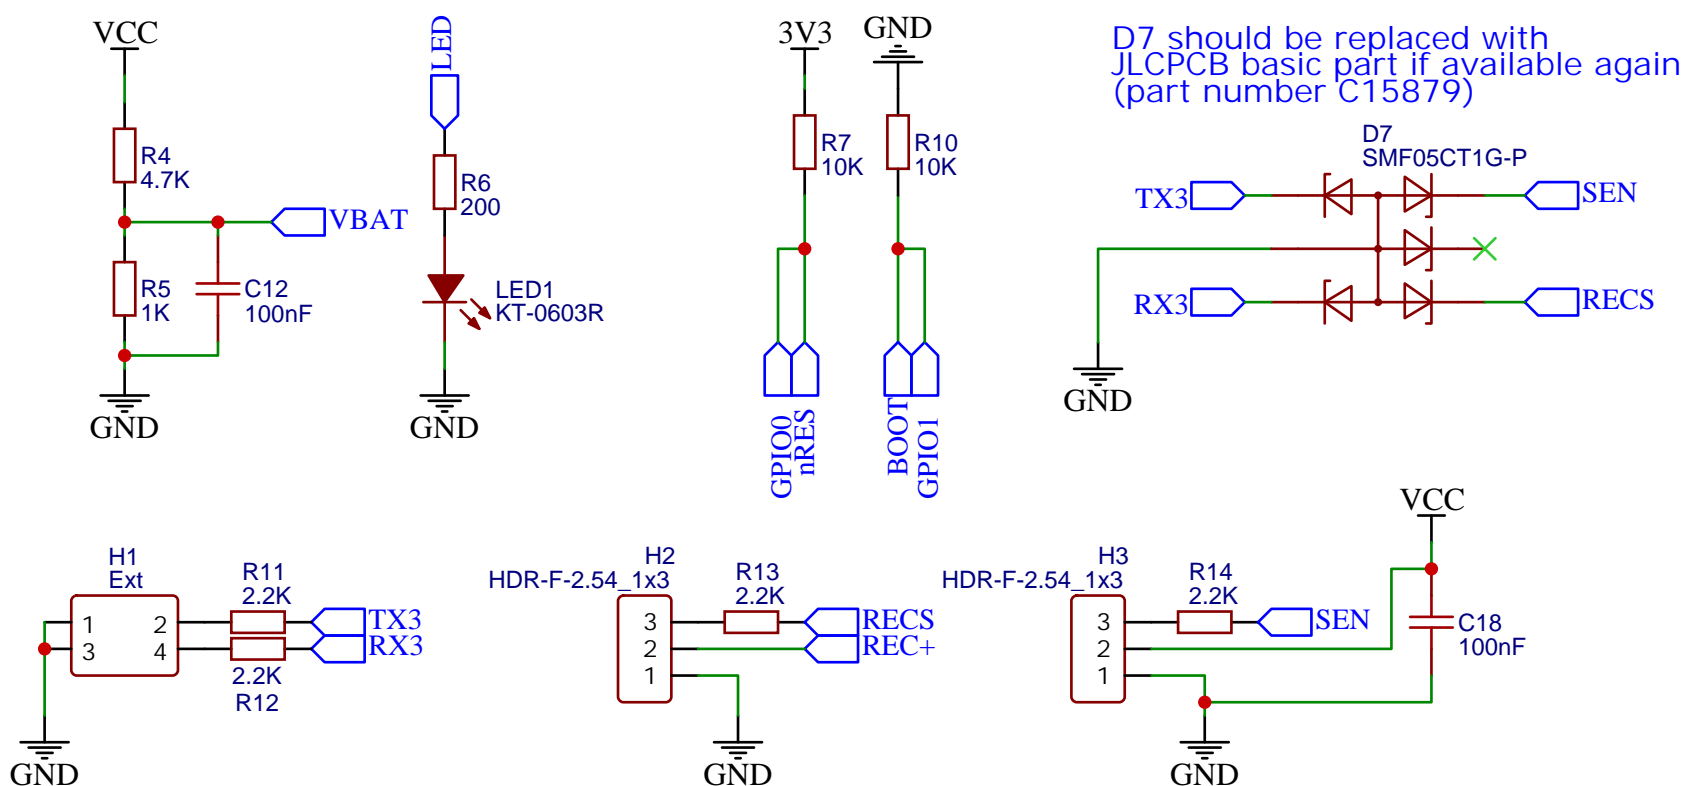 VCC
R4
4.7K
VBAT
R5
1K
C12
100nF
GND
LED
R6
200
LED1
KT-0603R
GND
3V3
R7
10K
GPIO0
nRES
GND
R10
10K
BOOT
GPIO1
D7 should be replaced with
JLCPCB basic part if available again
(part number C15879)
D7
SMF05CT1G-P
TX3
SEN
RX3
RECS
GND
H1
Ext
1
2
3
4
R11
2.2K
TX3
RX3
2.2K
R12
GND
H2
HDR-F-2.54_1x3
3
2
1
R13
2.2K
RECS
REC+
GND
H3
HDR-F-2.54_1x3
3
2
1
R14
2.2K
SEN
VCC
C18
100nF
GND